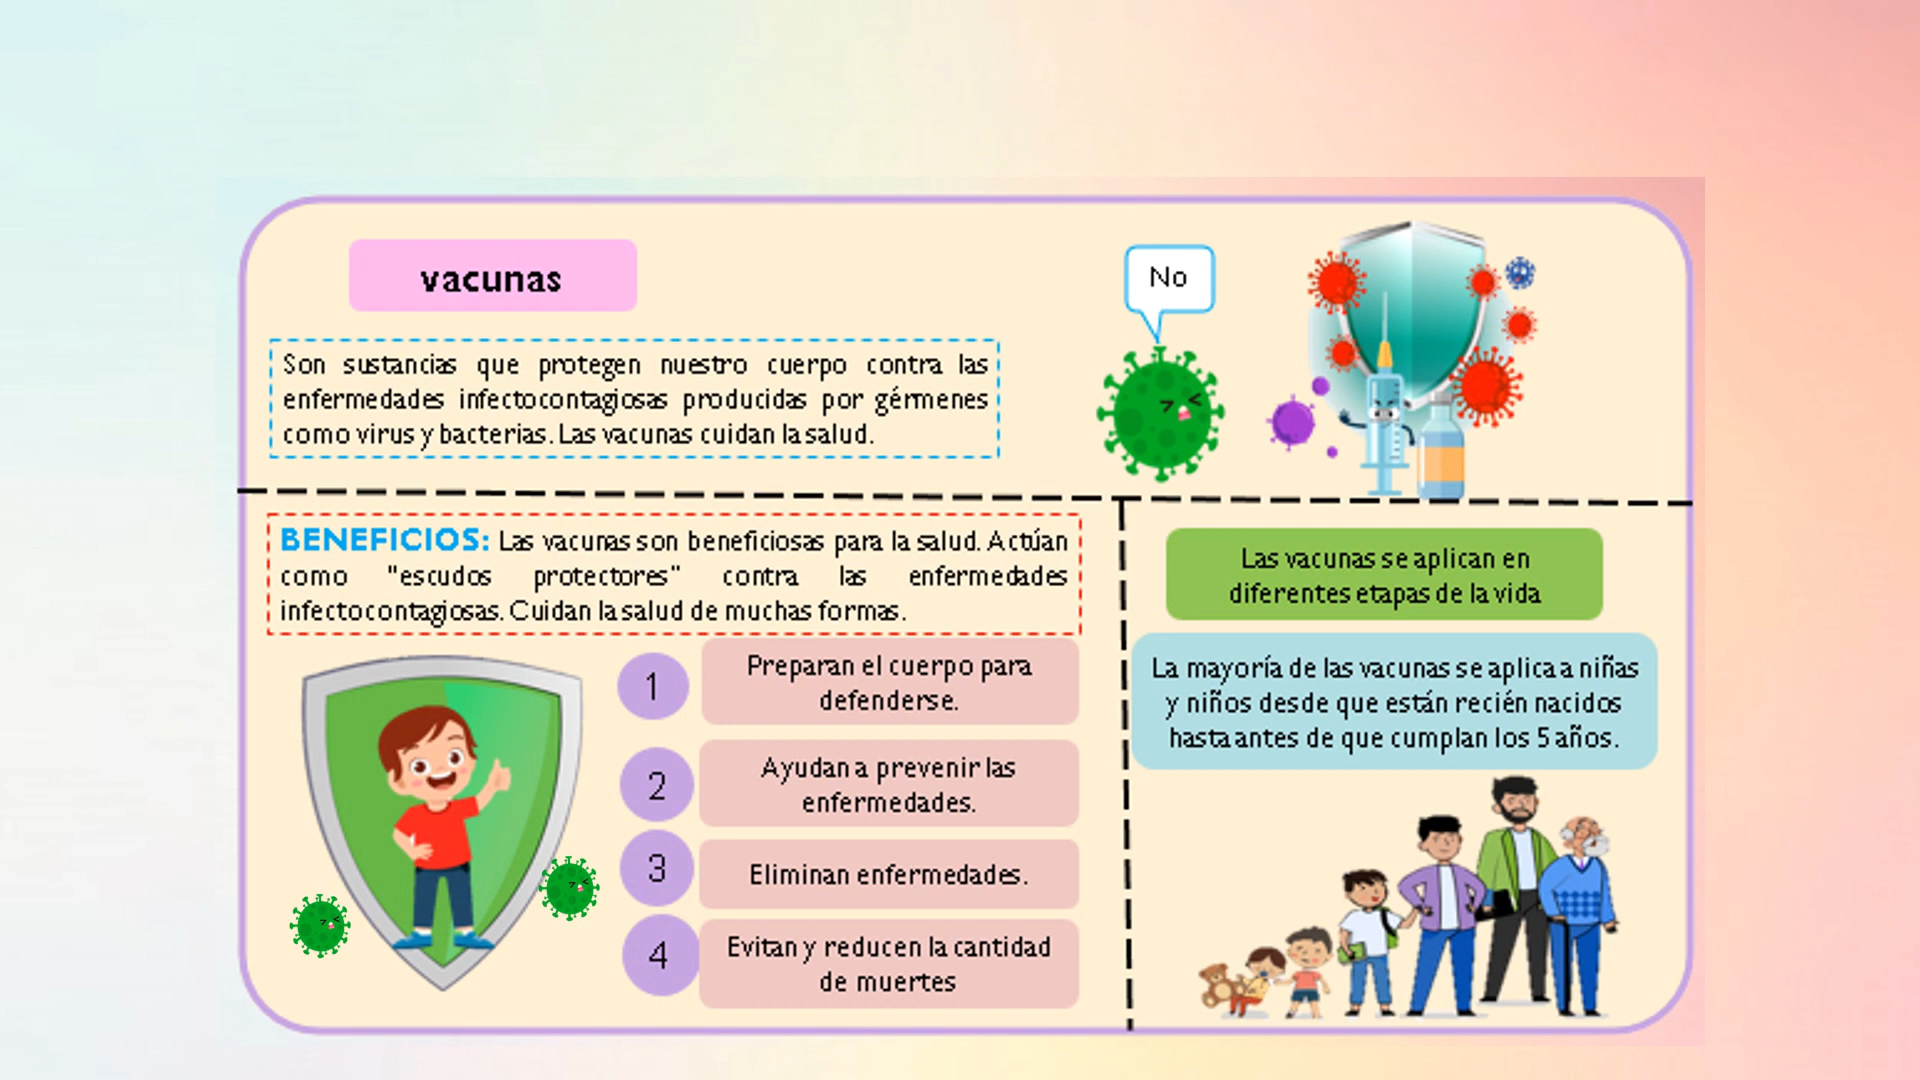 vacunas
No
Son sustancias que protegen nuestro cuerpo contra las
enfermedades infectocontagiosas producidas por gérmenes
como virus y bacterias. Las vacunas cuidan la salud.
BENEFICIOS: Las vacunas son beneficiosas para la salud. Actúan
como "escudos protectores" contra las enfermedades
infectocontagiosas. Cuidan la salud de muchas formas.
1
Preparan el cuerpo para
defenderse.
2
Ayudan a prevenir las
enfermedades.
3
Eliminan enfermedades.
4
Evitan y reducen la cantidad
de muertes
Las vacunas se aplican en
diferentes etapas de la vida
La mayoría de las vacunas se aplica a niñas
y niños desde que están recién nacidos
hasta antes de que cumplan los 5 años.